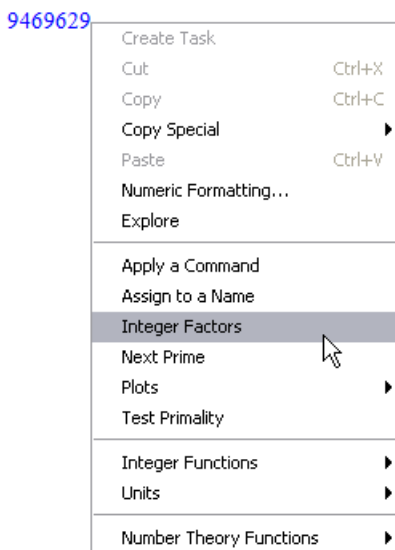 9469629
Create Task
Cut Ctrl+X
Copy Ctrl+C
Copy Special
Paste Ctrl+V
Numeric Formatting...
Explore
Apply a Command
Assign to a Name
Integer Factors
Next Prime
Plots
Test Primality
Integer Functions
Units
Number Theory Functions